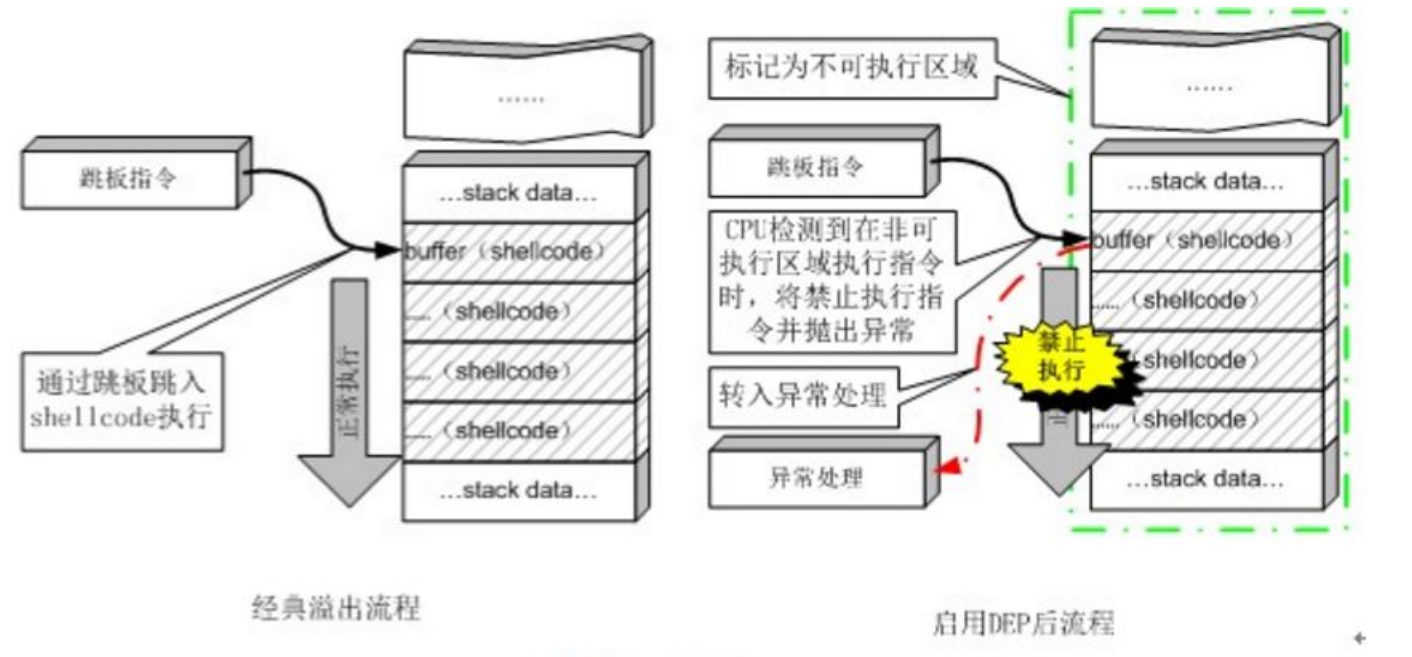 ……
跳板指令
…stack data…
buffer（shellcode）
……（shellcode）
……（shellcode）
……（shellcode）
…stack data…
正常执行
通过跳板跳入
shellcode执行
经典溢出流程
标记为不可执行区域
……
跳板指令
…stack data…
CPU检测到在非可
执行区域执行指令
时，将禁止执行指
令并抛出异常
buffer（shellcode）
……（shellcode）
禁止
执行
（shellcode）
……（shellcode）
…stack data…
转入异常处理
异常处理
启用DEP后流程